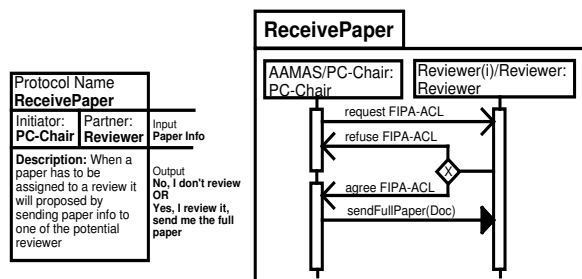 Protocol Name
ReceivePaper
Initiator:
PC-Chair
Partner:
Reviewer
Input
Paper Info
Description: When a
paper has to be
assigned to a review it
will proposed by
sending paper info to
one of the potential
reviewer
Output
No, I don't review
OR
Yes, I review it,
send me the full
paper
ReceivePaper
AAMAS/PC-Chair:
PC-Chair
Reviewer(i)/Reviewer:
Reviewer
request FIPA-ACL
refuse FIPA-ACL
X
agree FIPA-ACL
sendFullPaper(Doc)